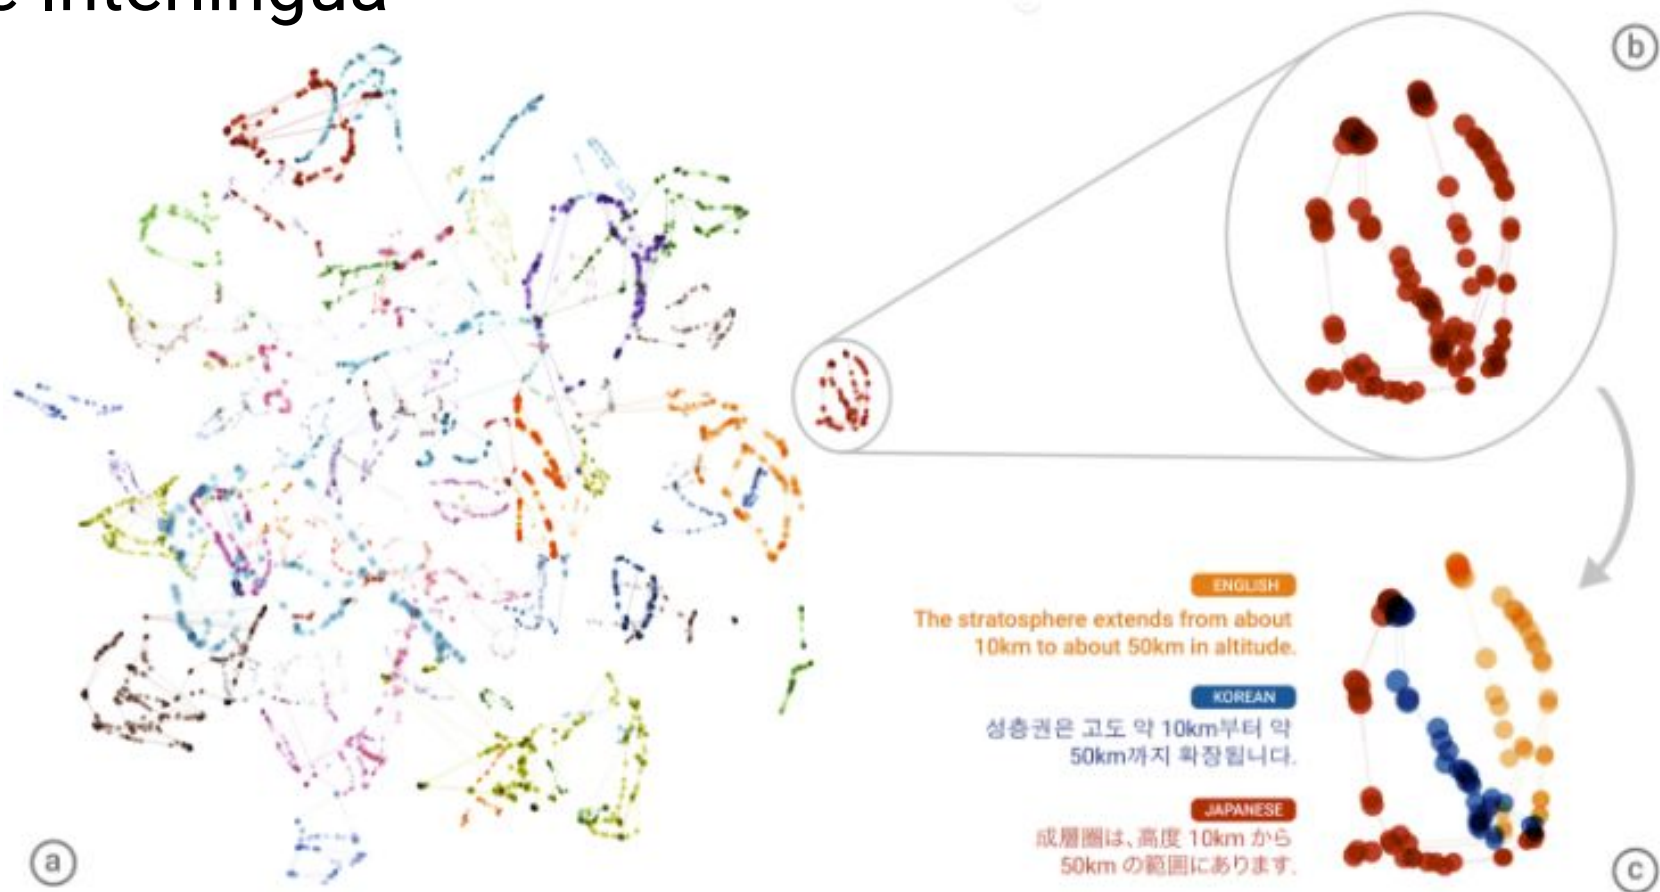 Interlingua
b
ENGLISH
The stratosphere extends from about
10km to about 50km in altitude.
KOREAN
성층권은 고도 약 10km부터 약
50km까지 확장됩니다.
JAPANESE
成層圏は、高度 10km から
50km の範囲にあります。
a
c